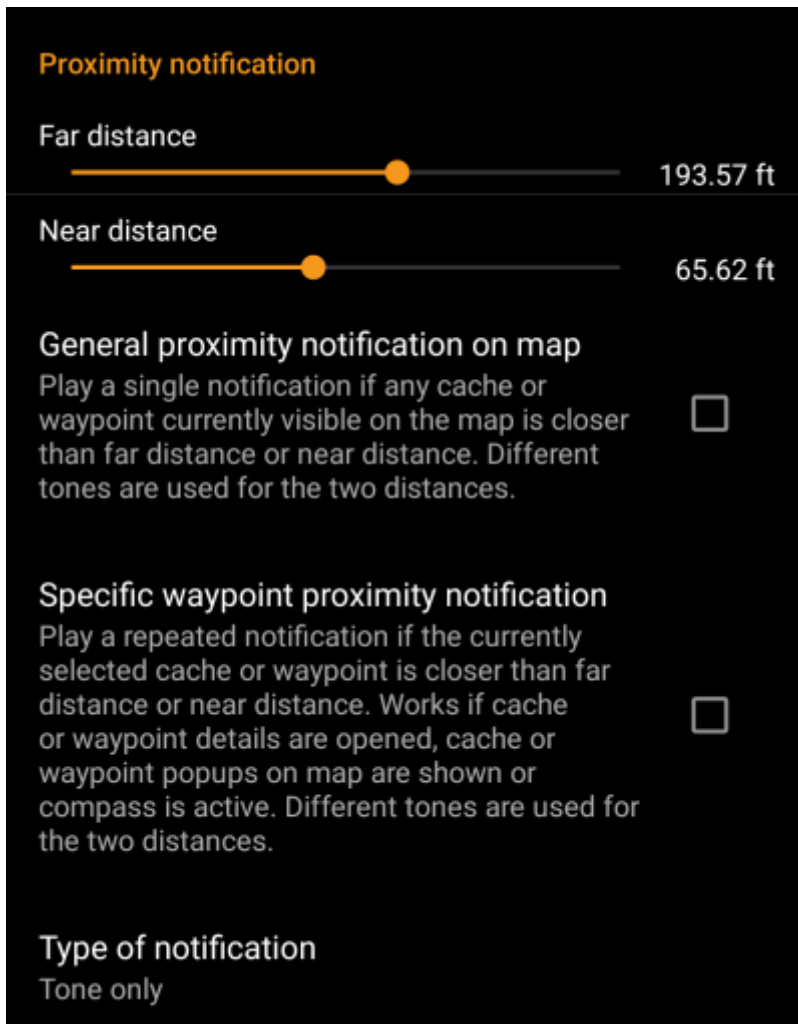 Proximity notification
Far distance
193.57 ft
Near distance
65.62 ft
General proximity notification on map
Play a single notification if any cache or
waypoint currently visible on the map is closer
than far distance or near distance. Different
tones are used for the two distances.
Specific waypoint proximity notification
Play a repeated notification if the currently
selected cache or waypoint is closer than far
distance or near distance. Works if cache
or waypoint details are opened, cache or
waypoint popups on map are shown or
compass is active. Different tones are used for
the two distances.
Type of notification
Tone only